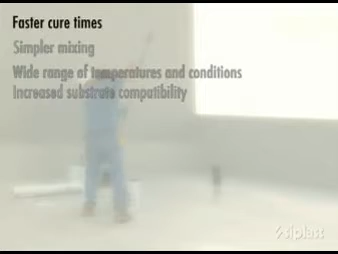 Faster cure times
Simpler mixing
Wide range of temperatures and conditions
Increased substrate compatibility
siplast